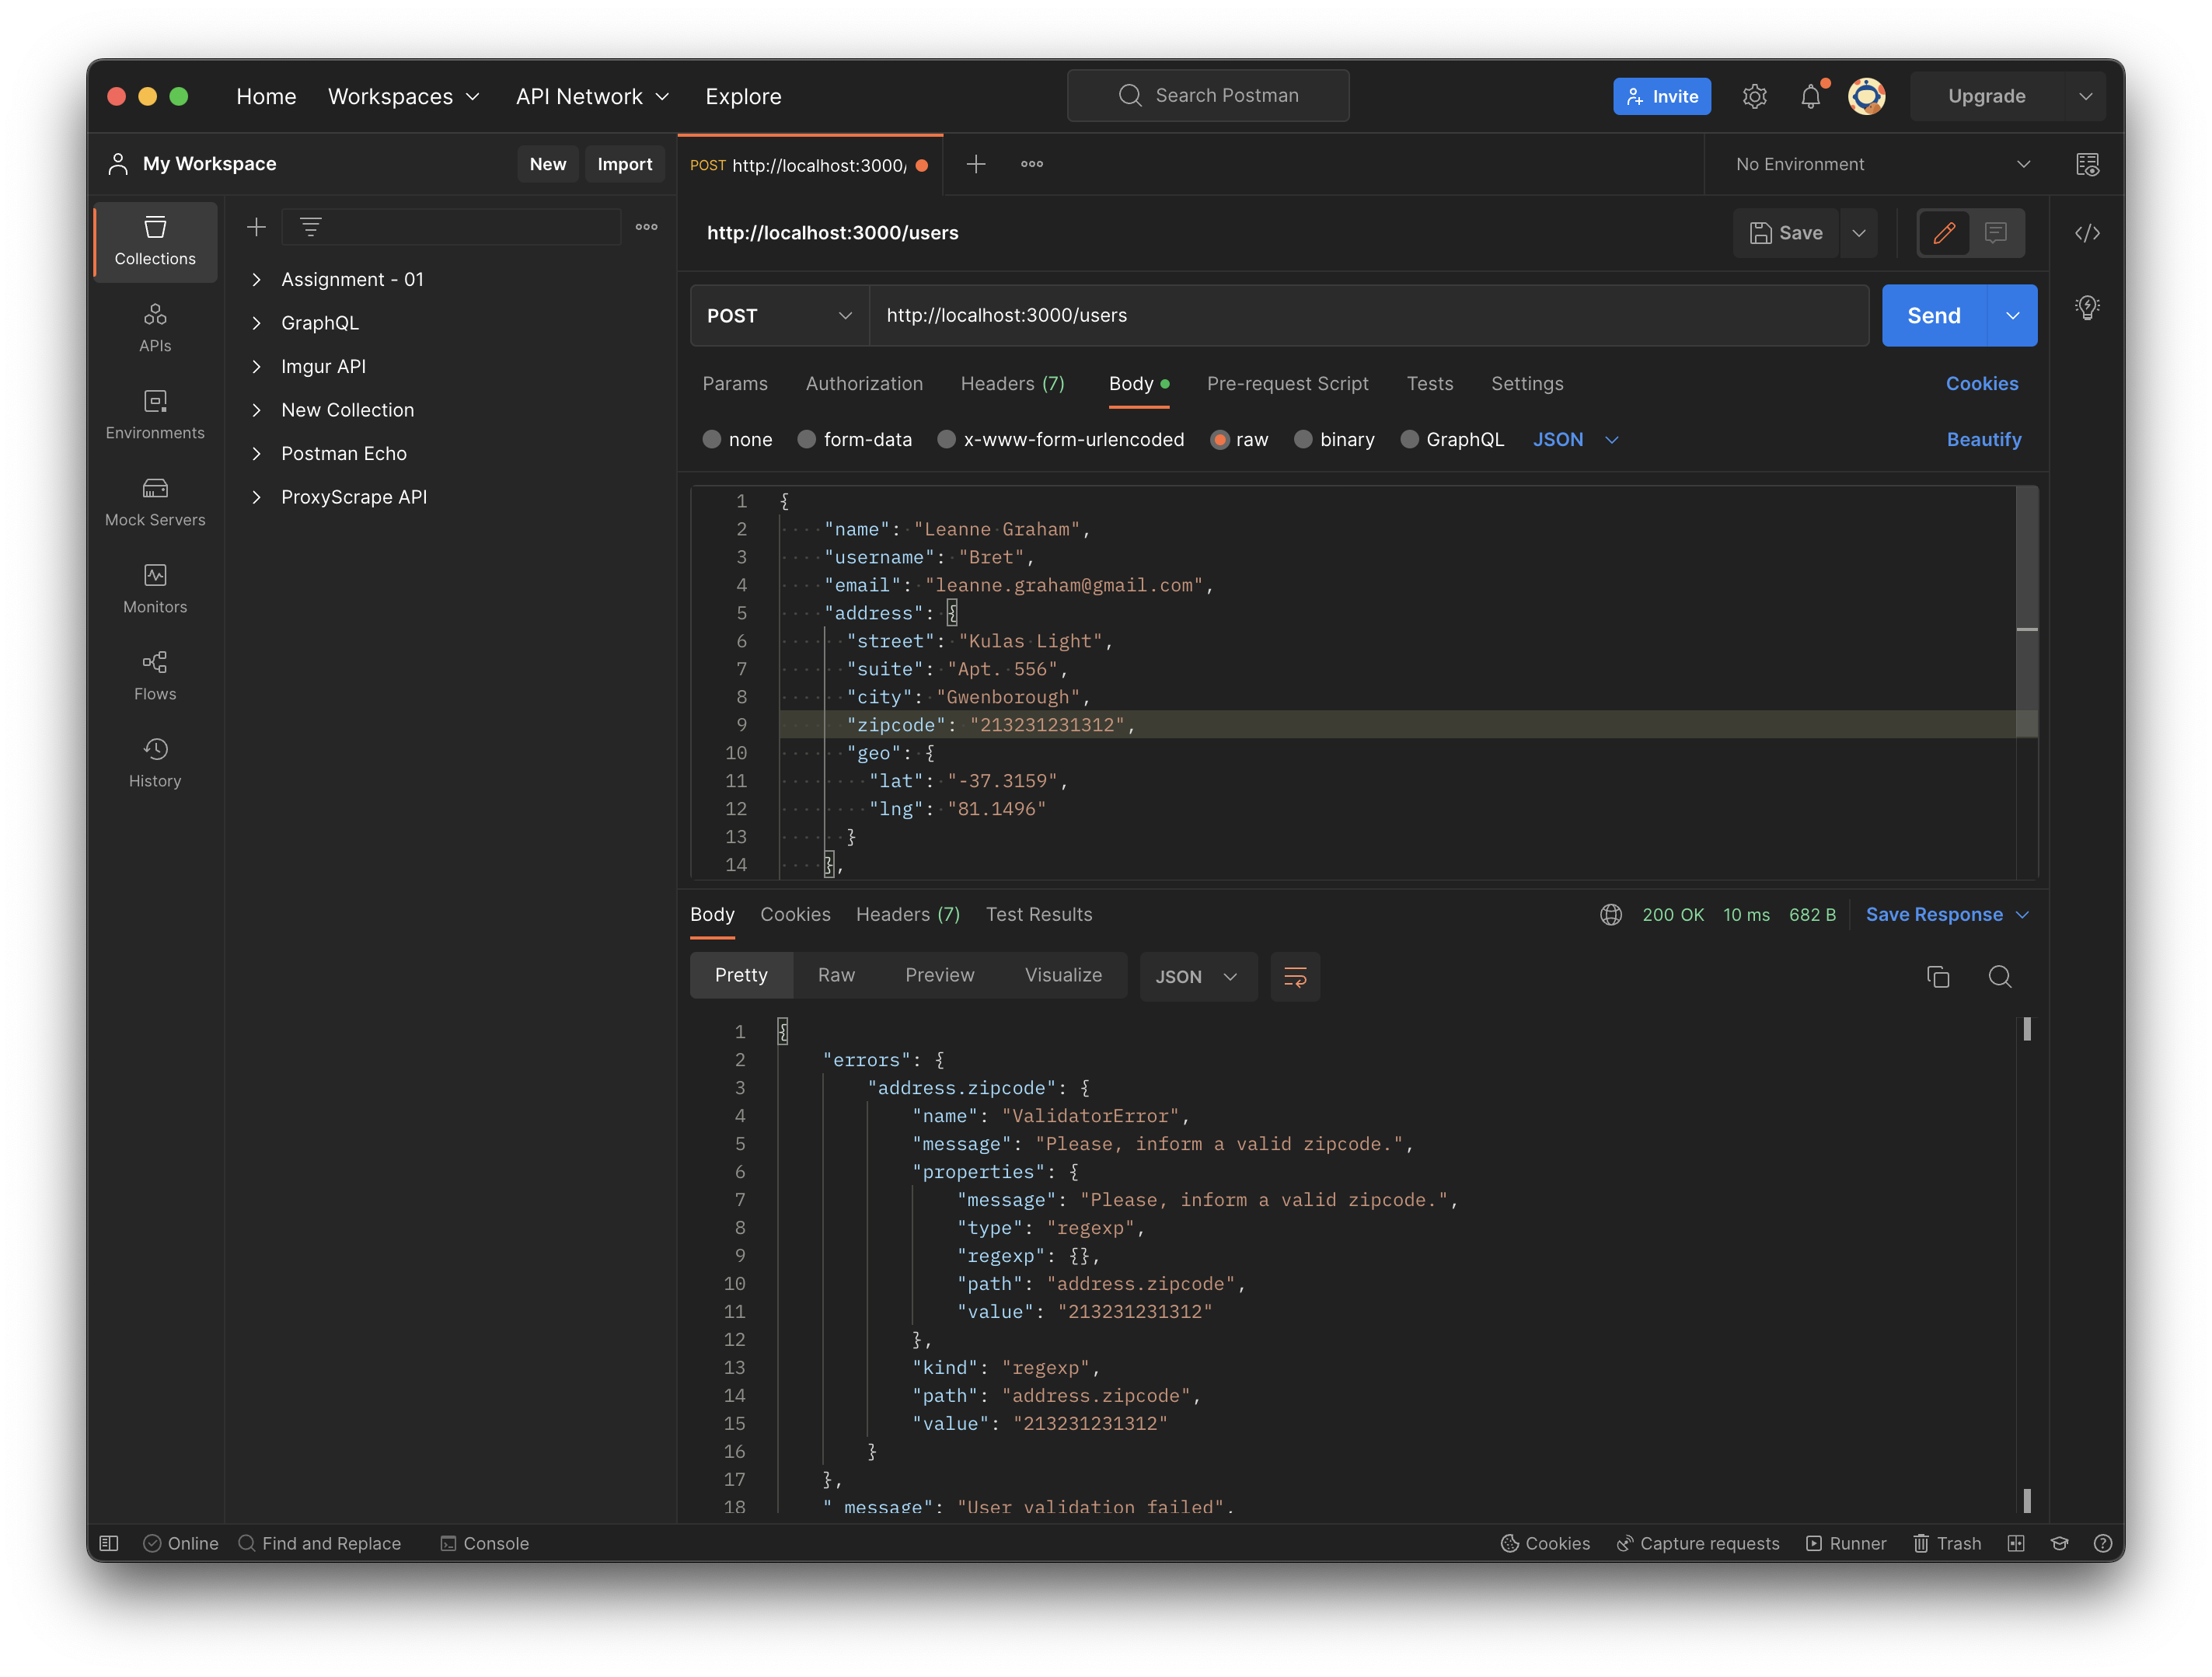 Home Workspaces API Network Explore Search Postman Invite Upgrade
My Workspace New Import
POST http://localhost:3000/ No Environment
Collections
APIs
Environments
Mock Servers
Monitors
Flows
History
Assignment - 01
GraphQL
Imgur API
New Collection
Postman Echo
ProxyScrape API
http://localhost:3000/users Save
POST http://localhost:3000/users Send
Params Authorization Headers (7) Body Pre-request Script Tests Settings Cookies
none form-data x-www-form-urlencoded raw binary GraphQL JSON Beautify
1 {
2 "name": "Leanne Graham",
3 "username": "Bret",
4 "email": "leanne.graham@gmail.com",
5 "address": {
6 "street": "Kulas Light",
7 "suite": "Apt. 556",
8 "city": "Gwenborough",
9 "zipcode": "213231231312",
10 "geo": {
11 "lat": "-37.3159",
12 "lng": "81.1496"
13 }
14 },
Body Cookies Headers (7) Test Results 200 OK 10 ms 682 B Save Response
Pretty Raw Preview Visualize JSON
1 {
2 "errors": {
3 "address.zipcode": {
4 "name": "ValidatorError",
5 "message": "Please, inform a valid zipcode.",
6 "properties": {
7 "message": "Please, inform a valid zipcode.",
8 "type": "regexp",
9 "regexp": {},
10 "path": "address.zipcode",
11 "value": "213231231312"
12 },
13 "kind": "regexp",
14 "path": "address.zipcode",
15 "value": "213231231312"
16 }
17 },
18 "_message": "User validation failed",
Online Find and Replace Console Cookies Capture requests Runner Trash